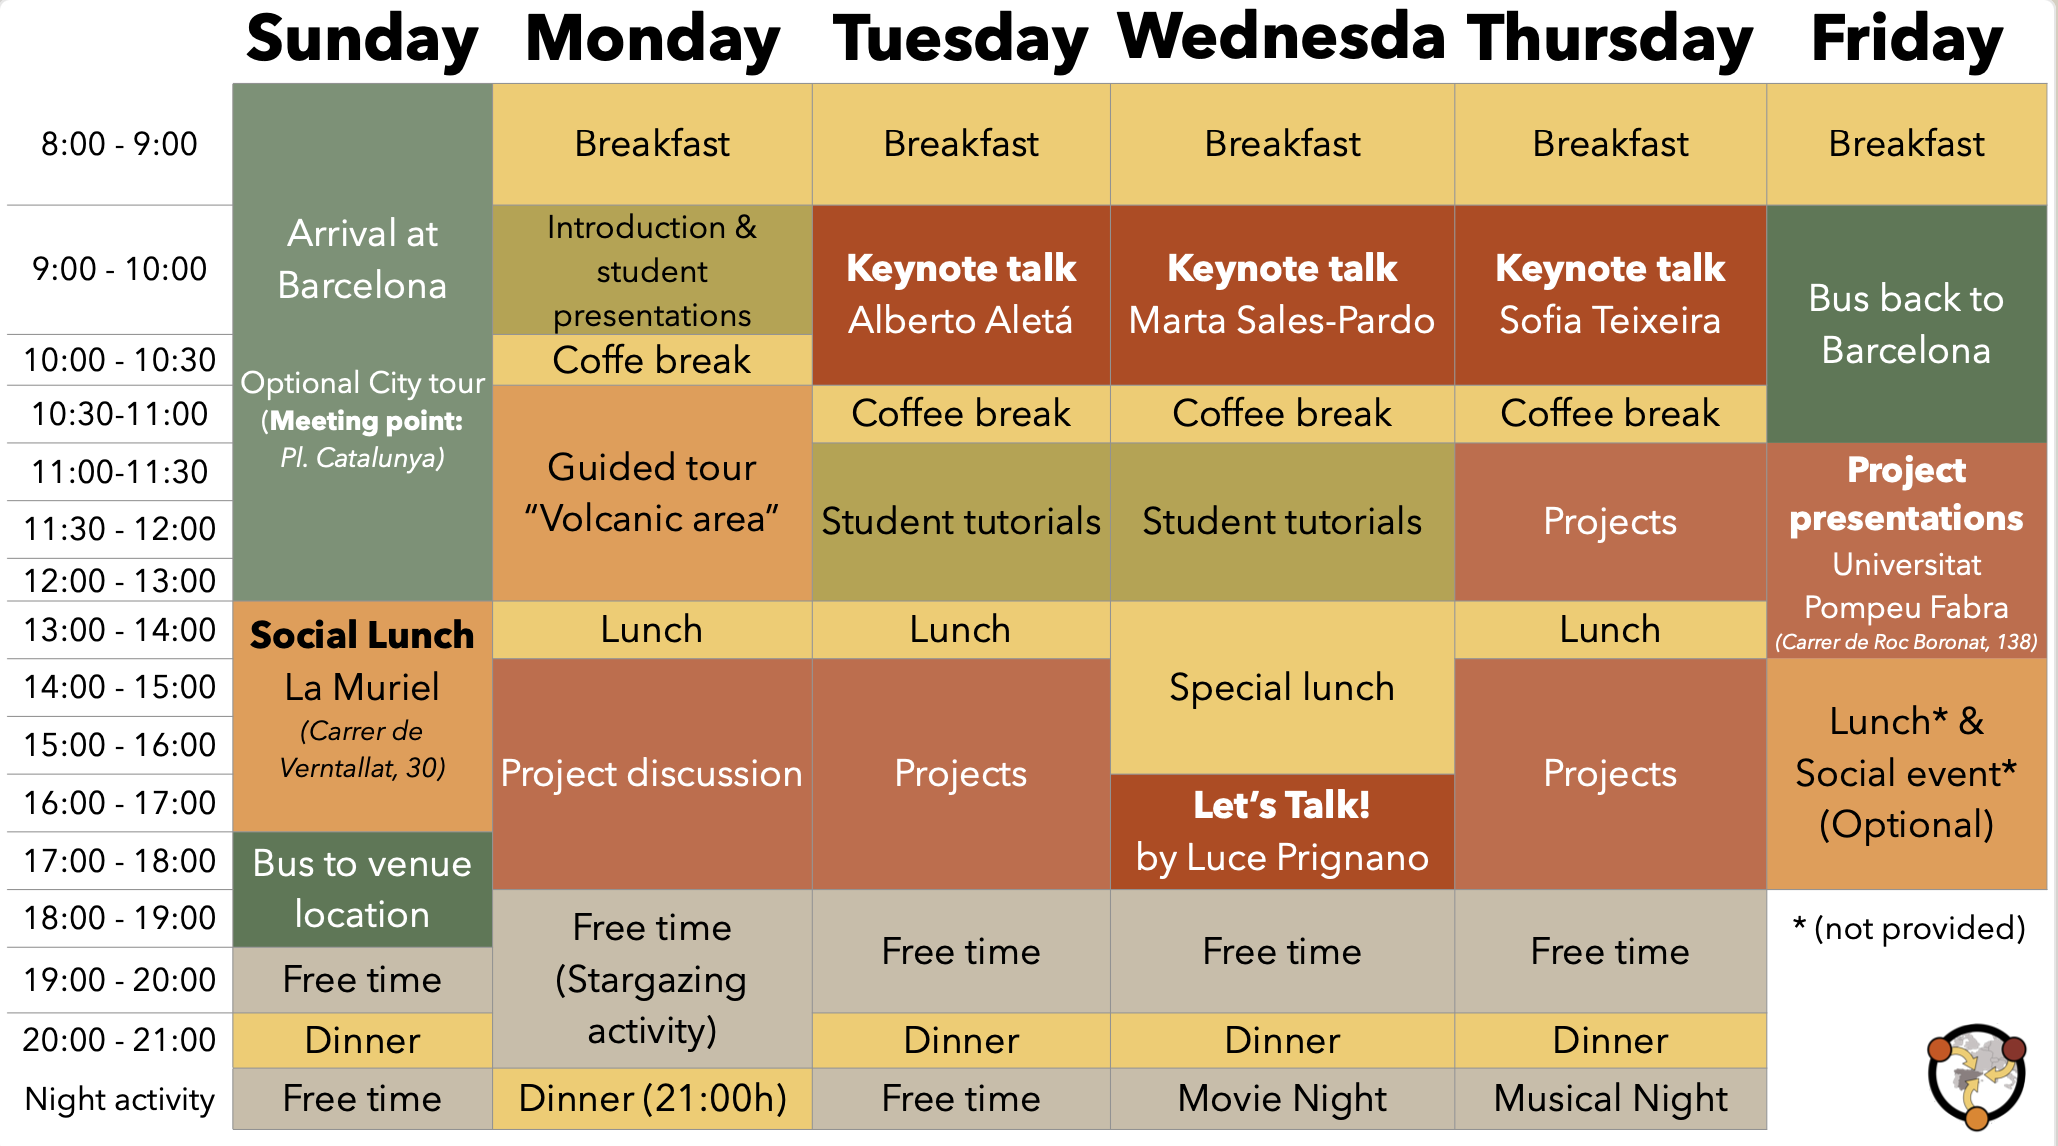 Sunday Monday Tuesday Wednesda Thursday Friday
8:00 - 9:00
Breakfast
Breakfast
Breakfast
Breakfast
Breakfast
Arrival at
Barcelona
Optional City tour
(Meeting point:
Pl. Catalunya)
9:00 - 10:00
Introduction &
student
presentations
Keynote talk
Alberto Aletá
Keynote talk
Marta Sales-Pardo
Keynote talk
Sofia Teixeira
Bus back to
Barcelona
10:00 - 10:30
Coffe break
10:30-11:00
Guided tour
“Volcanic area”
Coffee break
Coffee break
Coffee break
11:00-11:30
Student tutorials
Student tutorials
Projects
Project
presentations
Universitat
Pompeu Fabra
(Carrer de Roc Boronat, 138)
11:30 - 12:00
12:00 - 13:00
13:00 - 14:00
Social Lunch
La Muriel
(Carrer de
Verntallat, 30)
Lunch
Lunch
Special lunch
Lunch
14:00 - 15:00
Project discussion
Projects
Projects
Lunch* &
Social event*
(Optional)
15:00 - 16:00
16:00 - 17:00
Let’s Talk!
by Luce Prignano
17:00 - 18:00
Bus to venue
location
18:00 - 19:00
Free time
(Stargazing
activity)
Free time
Free time
Free time
* (not provided)
19:00 - 20:00
Free time
20:00 - 21:00
Dinner
Dinner
Dinner
Dinner
Night activity
Free time
Dinner (21:00h)
Free time
Movie Night
Musical Night